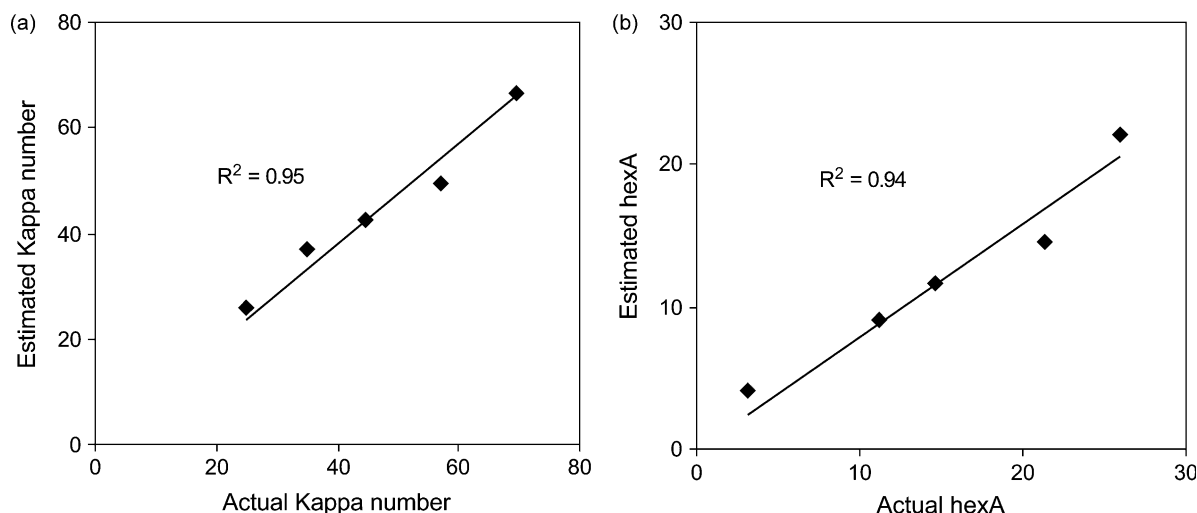 (a)
80
60
40
20
0
Estimated Kappa number
R² = 0.95
0 20 40 60 80
Actual Kappa number
(b)
30
20
10
0
Estimated hexA
R² = 0.94
0 10 20 30
Actual hexA